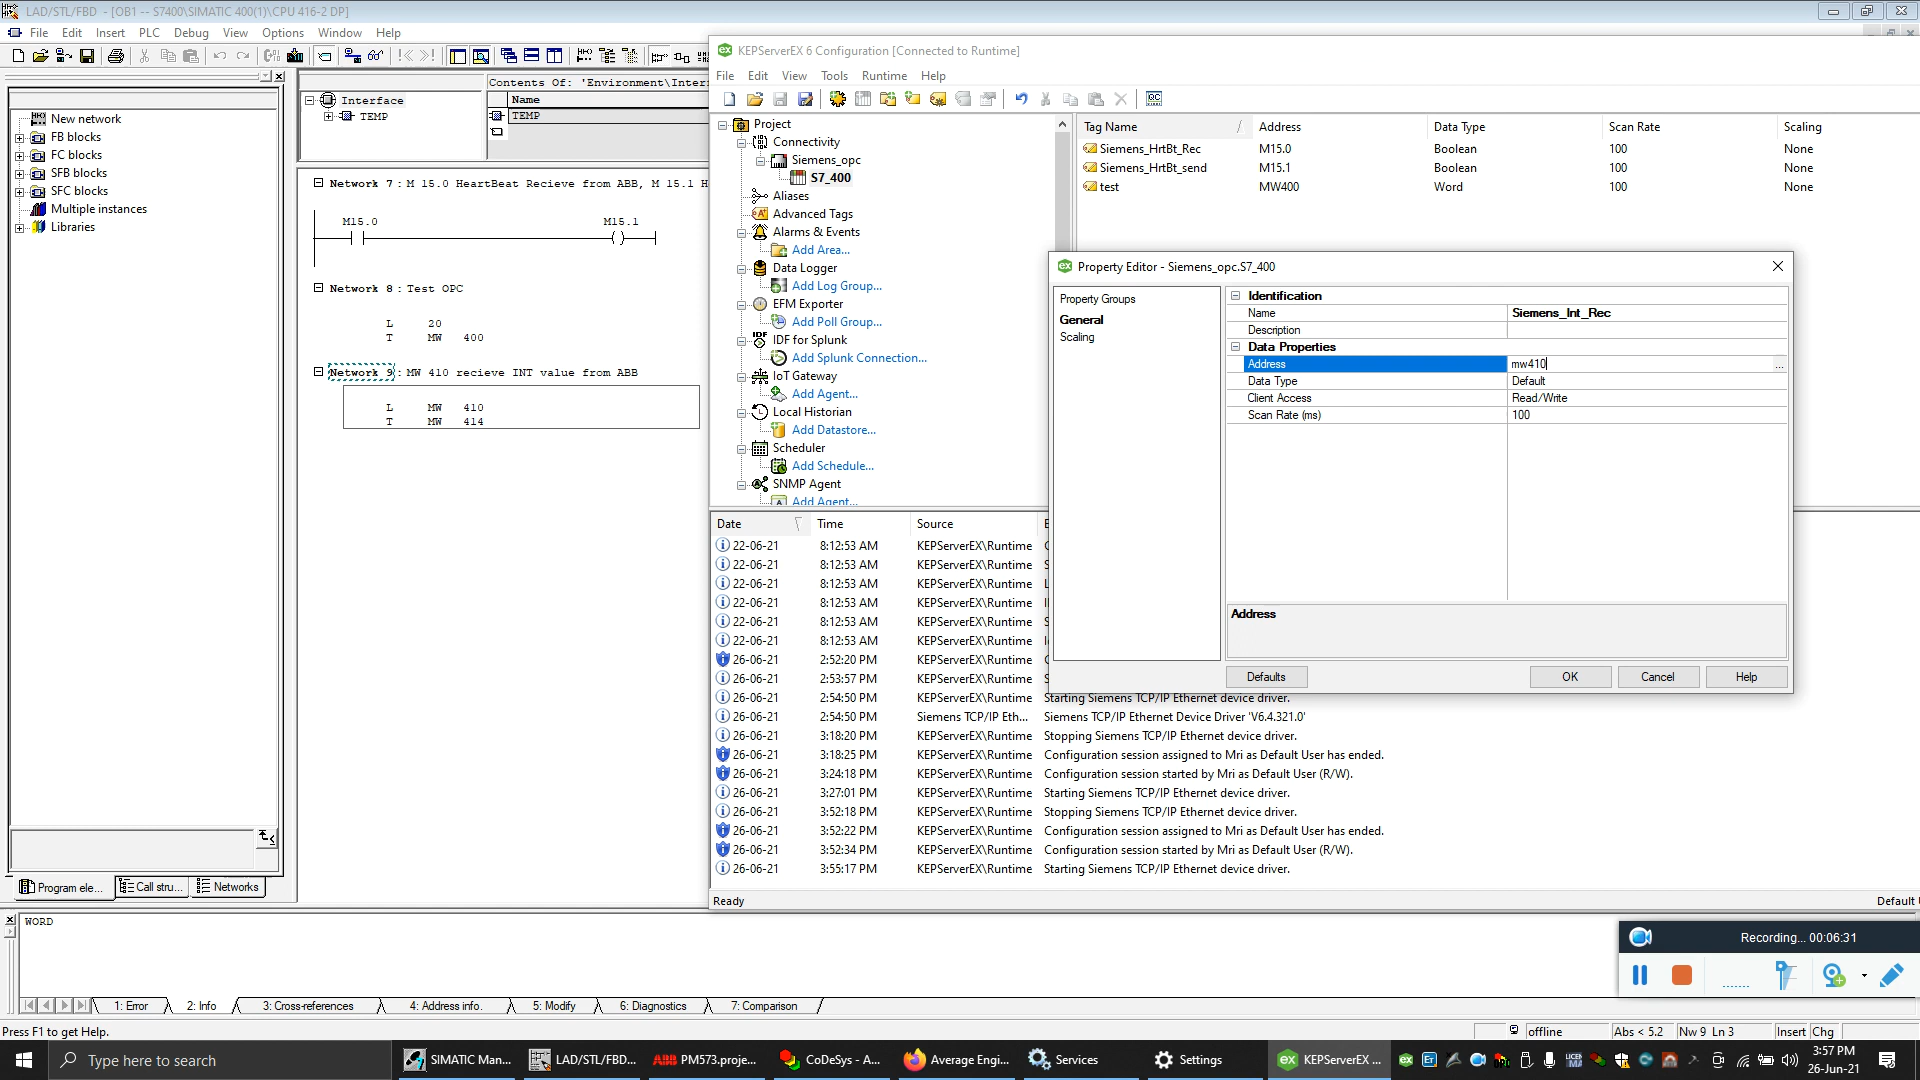 LAD/STL/FBD - [OB1 -- S7400\SIMATIC 400(1)\CPU 416-2 DP]
File Edit Insert PLC Debug View Options Window Help
New network
FB blocks
FC blocks
SFB blocks
SFC blocks
Multiple instances
Libraries
Program ele...
Call stru...
Networks
Interface
TEMP
Contents Of: 'Environment\Inter
Name
TEMP
Network 7 : M 15.0 HeartBeat Recieve from ABB, M 15.1 H
M15.0 M15.1
Network 8 : Test OPC
L 20
T MW 400
Network 9 : MW 410 recieve INT value from ABB
L MW 410
T MW 414
KEPServerEX 6 Configuration [Connected to Runtime]
File Edit View Tools Runtime Help
Project
Connectivity
Siemens_opc
S7_400
Aliases
Advanced Tags
Alarms & Events
Add Area...
Data Logger
Add Log Group...
EFM Exporter
Add Poll Group...
IDF for Splunk
Add Splunk Connection...
IoT Gateway
Add Agent...
Local Historian
Add Datastore...
Scheduler
Add Schedule...
SNMP Agent
Add Agent...
Tag Name Address Data Type Scan Rate Scaling
Siemens_HrtBt_Rec M15.0 Boolean 100 None
Siemens_HrtBt_send M15.1 Boolean 100 None
test MW400 Word 100 None
Property Editor - Siemens_opc.S7_400
Property Groups
General
Scaling
Identification
Name Siemens_Int_Rec
Description
Data Properties
Address mw410 ...
Data Type Default
Client Access Read/Write
Scan Rate (ms) 100
Address
Defaults OK Cancel Help
Date Time Source
22-06-21 8:12:53 AM KEPServerEX\Runtime
22-06-21 8:12:53 AM KEPServerEX\Runtime
22-06-21 8:12:53 AM KEPServerEX\Runtime
22-06-21 8:12:53 AM KEPServerEX\Runtime
22-06-21 8:12:53 AM KEPServerEX\Runtime
22-06-21 8:12:53 AM KEPServerEX\Runtime
26-06-21 2:52:20 PM KEPServerEX\Runtime
26-06-21 2:53:57 PM KEPServerEX\Runtime
26-06-21 2:54:50 PM KEPServerEX\Runtime Starting Siemens TCP/IP Ethernet device driver.
26-06-21 2:54:50 PM Siemens TCP/IP Eth... Siemens TCP/IP Ethernet Device Driver 'V6.4.321.0'
26-06-21 3:18:20 PM KEPServerEX\Runtime Stopping Siemens TCP/IP Ethernet device driver.
26-06-21 3:18:25 PM KEPServerEX\Runtime Configuration session assigned to Mri as Default User has ended.
26-06-21 3:24:18 PM KEPServerEX\Runtime Configuration session started by Mri as Default User (R/W).
26-06-21 3:27:01 PM KEPServerEX\Runtime Starting Siemens TCP/IP Ethernet device driver.
26-06-21 3:52:18 PM KEPServerEX\Runtime Stopping Siemens TCP/IP Ethernet device driver.
26-06-21 3:52:22 PM KEPServerEX\Runtime Configuration session assigned to Mri as Default User has ended.
26-06-21 3:52:34 PM KEPServerEX\Runtime Configuration session started by Mri as Default User (R/W).
26-06-21 3:55:17 PM KEPServerEX\Runtime Starting Siemens TCP/IP Ethernet device driver.
Ready Default
WORD
Recording... 00:06:31
1: Error 2: Info 3: Cross-references 4: Address info. 5: Modify 6: Diagnostics 7: Comparison
Press F1 to get Help. offline Abs < 5.2 Nw 9 Ln 3 Insert Chg
Type here to search
SIMATIC Man...
LAD/STL/FBD...
ABB PM573.proje...
CoDeSys - A...
Average Engi...
Services
Settings
KEPServerEX ...
3:57 PM
26-Jun-21